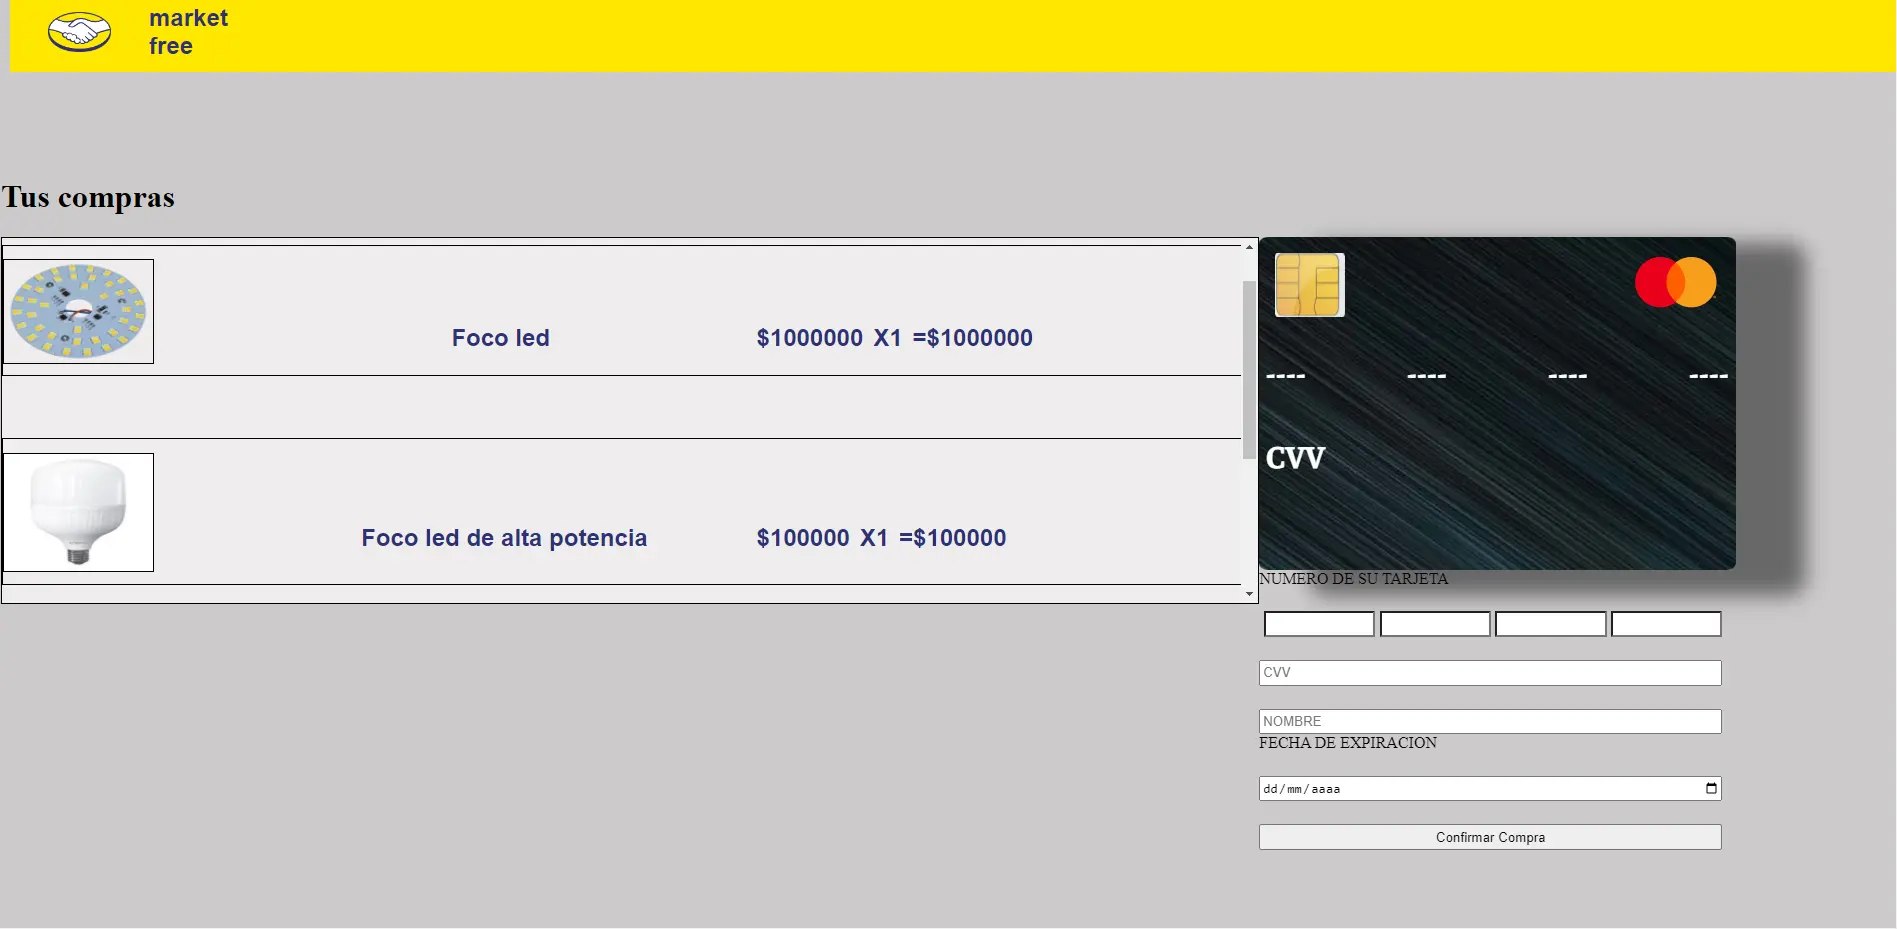 market
free
Tus compras
Foco led
$1000000 X1 =$1000000
Foco led de alta potencia
$100000 X1 =$100000
---- ---- ---- ----
CVV
NUMERO DE SU TARJETA
CVV
NOMBRE
FECHA DE EXPIRACION
dd/mm/aaaa
Confirmar Compra